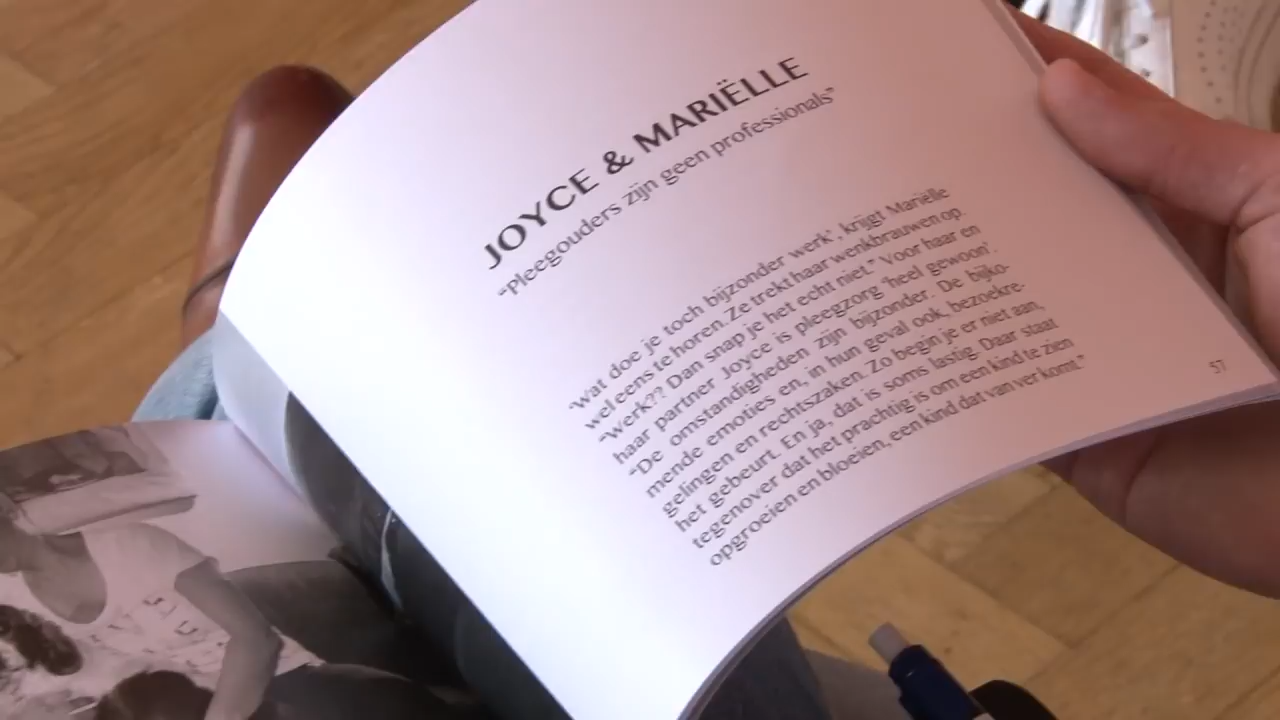 JOYCE & MARIËLLE
“Pleegouders zijn geen professionals”
‘Wat doe je toch bijzonder werk’, krijgt Mariëlle
wel eens te horen. Ze trekt haar wenkbrauwen op.
“Werk?? Dan snap je het echt niet.” Voor haar en
haar partner Joyce is pleegzorg ‘heel gewoon’.
“De omstandigheden zijn bijzonder. De bijko-
mende emoties en, in hun geval ook, bezoekre-
gelingen en rechtszaken. Zo begin je er niet aan,
het gebeurt. En ja, dat is soms lastig. Daar staat
tegenover dat het prachtig is om een kind te zien
opgroeien en bloeien, een kind dat van ver komt.”
57